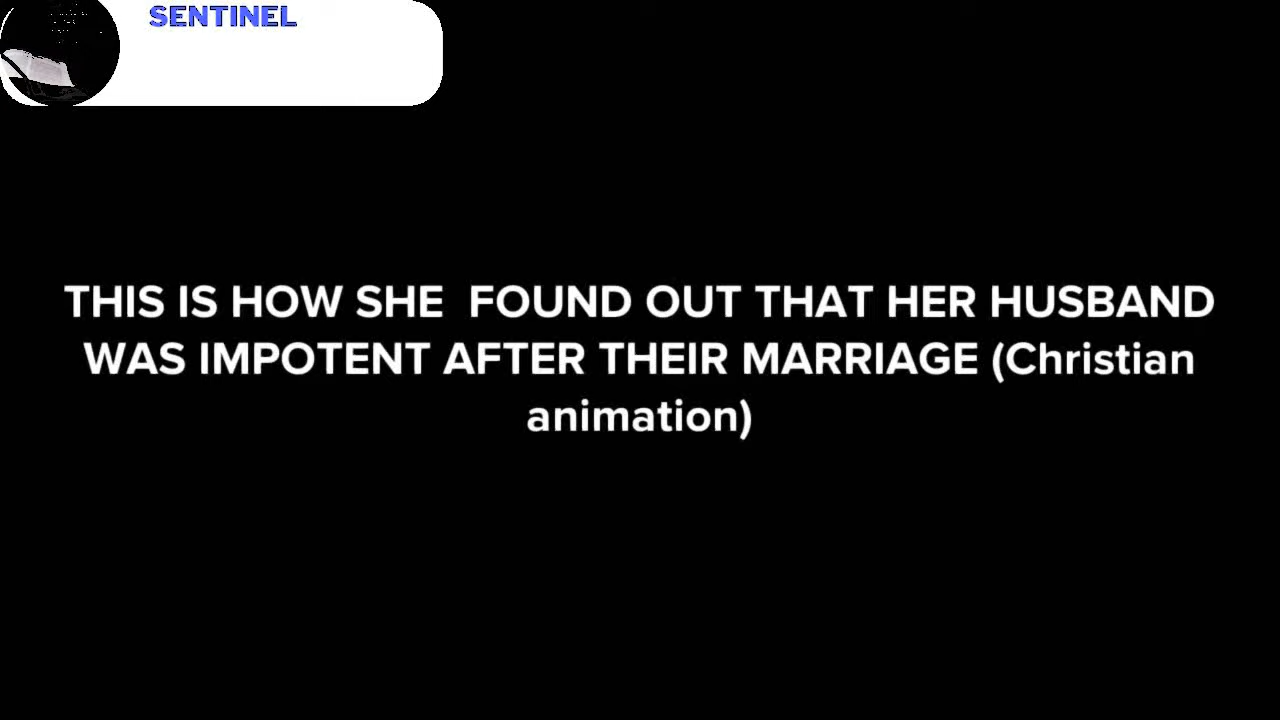 SENTINEL
THIS IS HOW SHE  FOUND OUT THAT HER HUSBAND
WAS IMPOTENT AFTER THEIR MARRIAGE (Christian
animation)